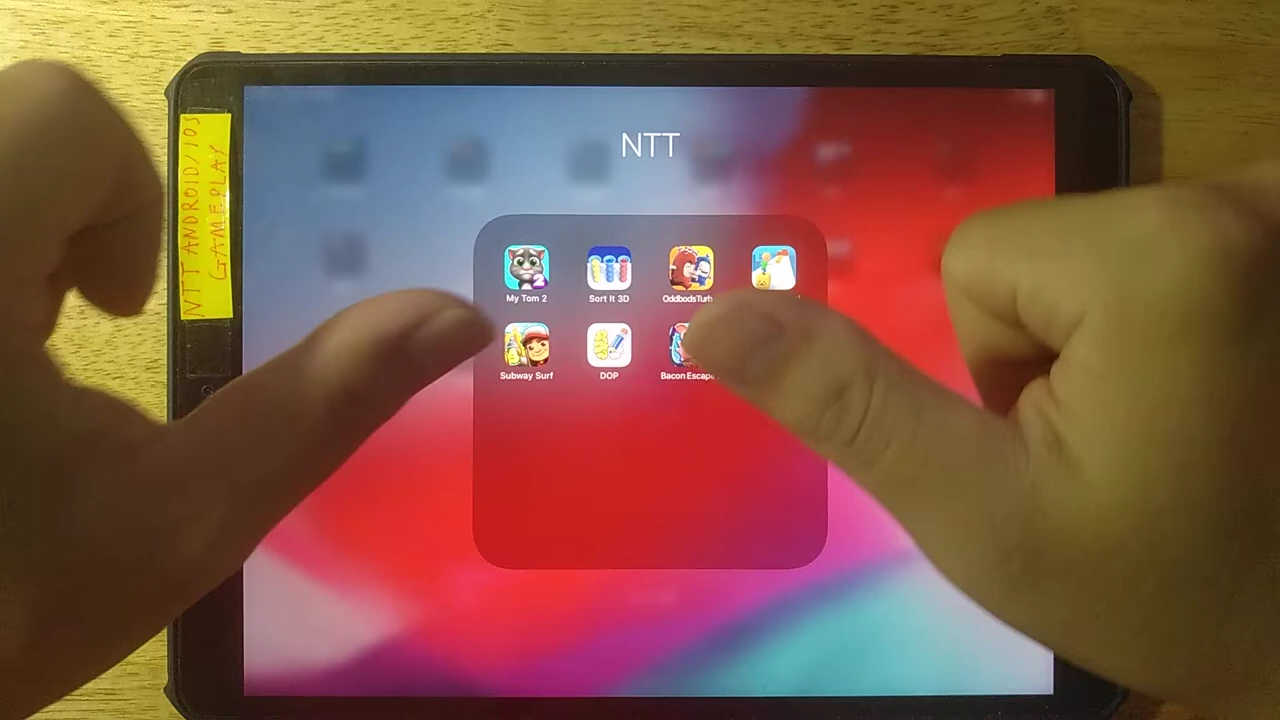 NTT ANDROID/IOS
GAMEPLAY
NTT
My Tom 2
Sort It 3D
OddbodsTurb
Subway Surf
DOP
Bacon Escape